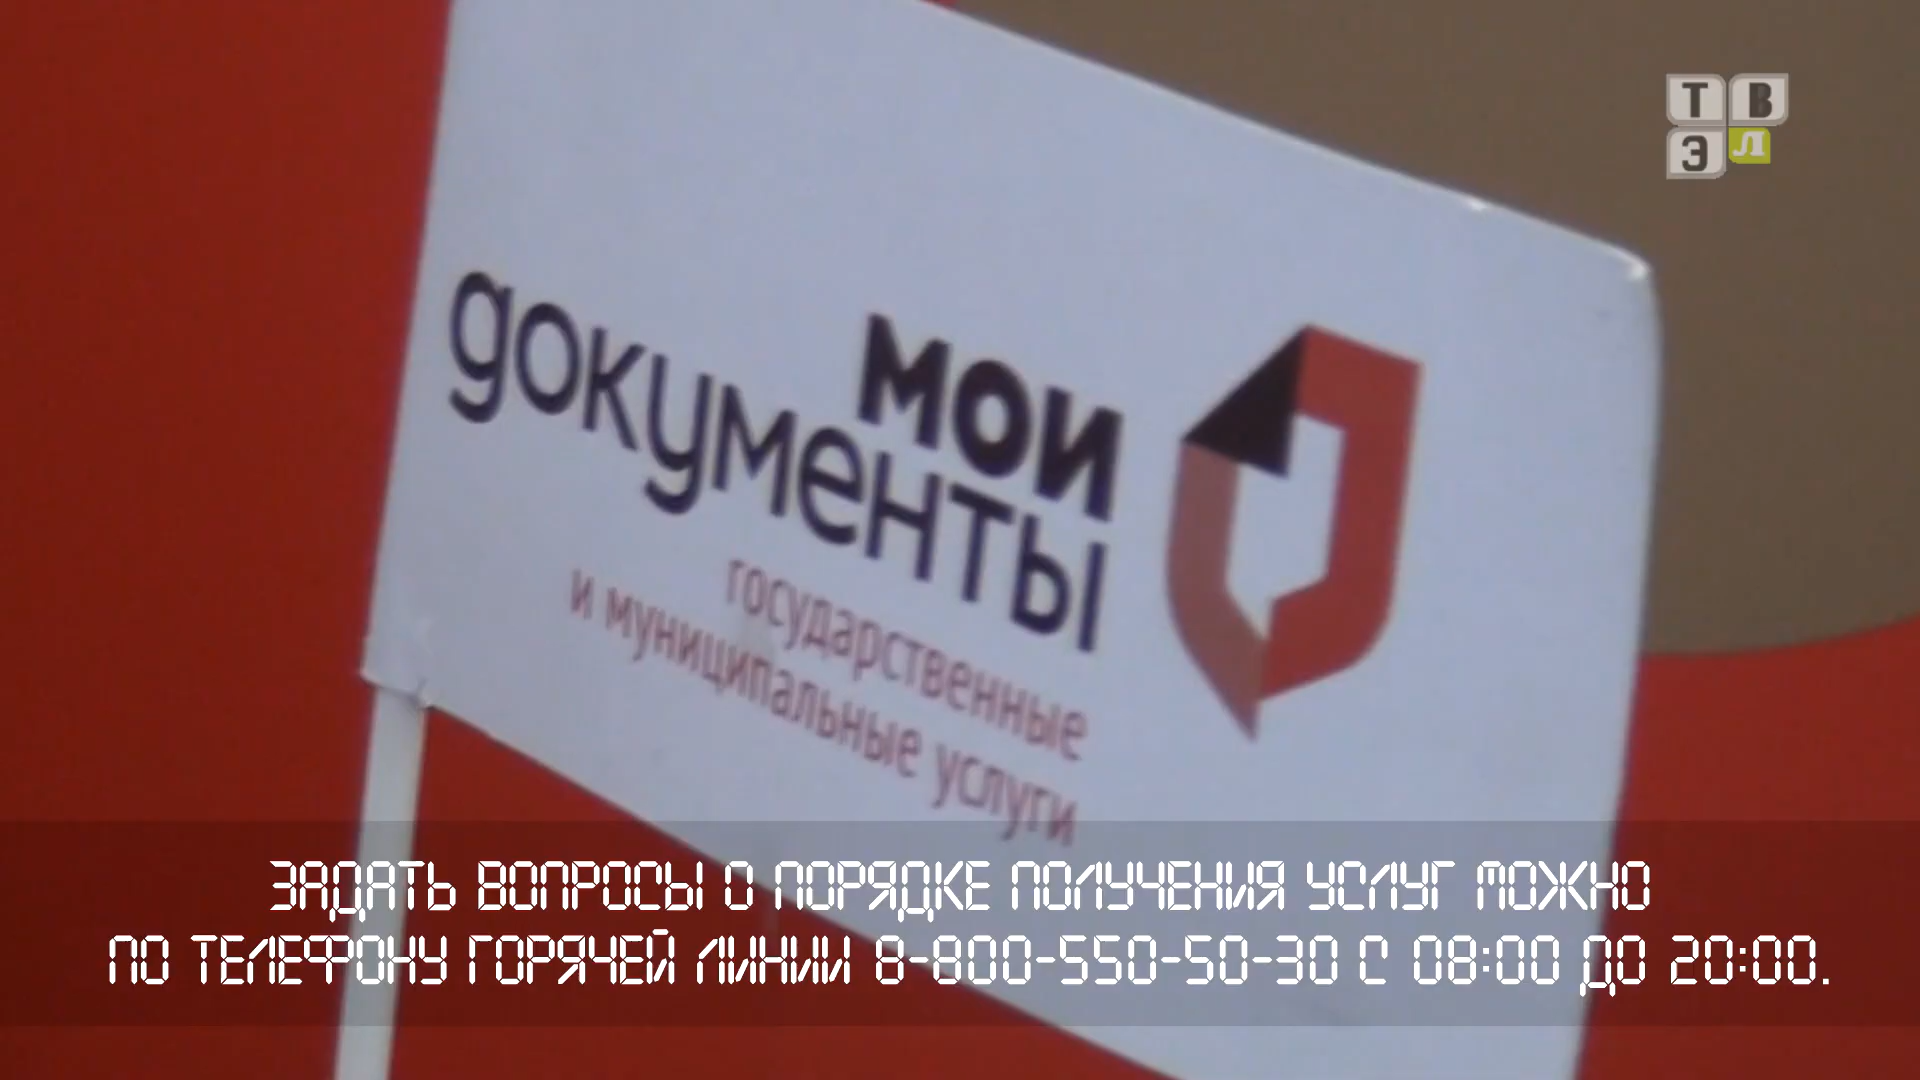 ТВ
ЭЛ
мои
документы
государственные
и муниципальные услуги
ЗАДАТЬ ВОПРОСЫ О ПОРЯДКЕ ПОЛУЧЕНИЯ УСЛУГ МОЖНО
ПО ТЕЛЕФОНУ ГОРЯЧЕЙ ЛИНИИ 8-800-550-50-30 С 08:00 ДО 20:00.